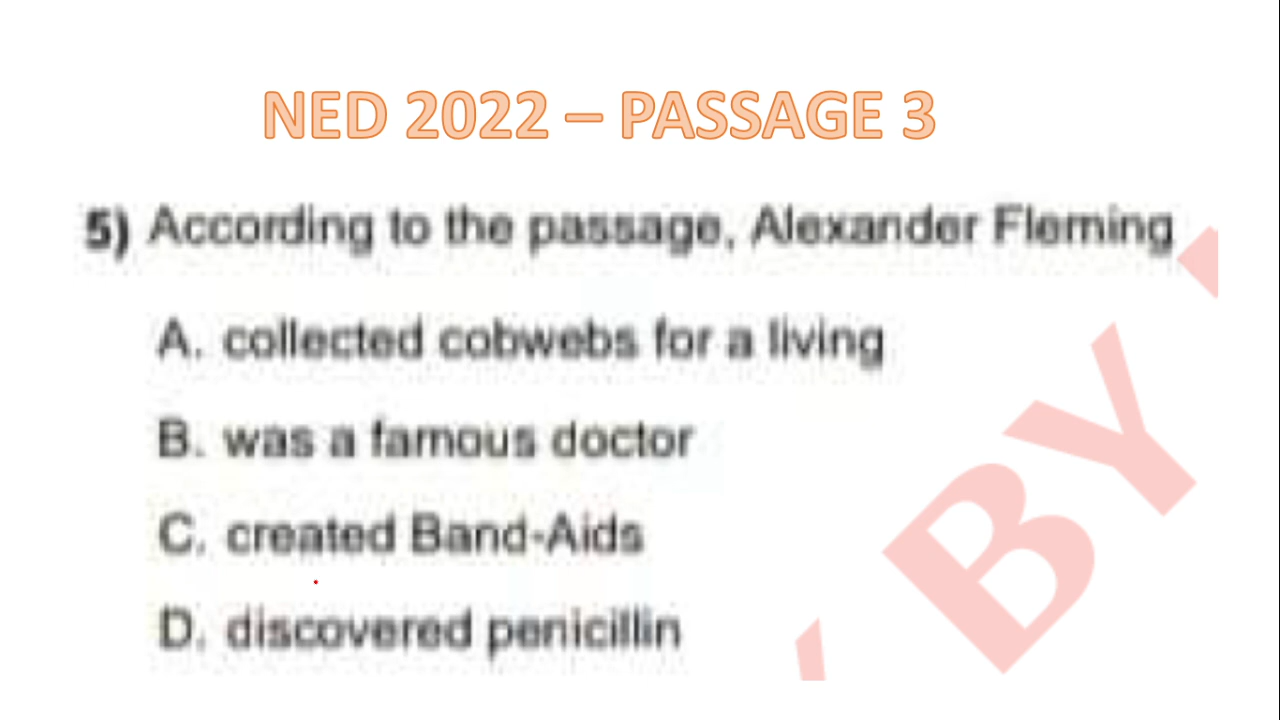 NED 2022 – PASSAGE 3
5) According to the passage, Alexander Fleming
A. collected cobwebs for a living
B. was a famous doctor
C. created Band-Aids
D. discovered penicillin
BY